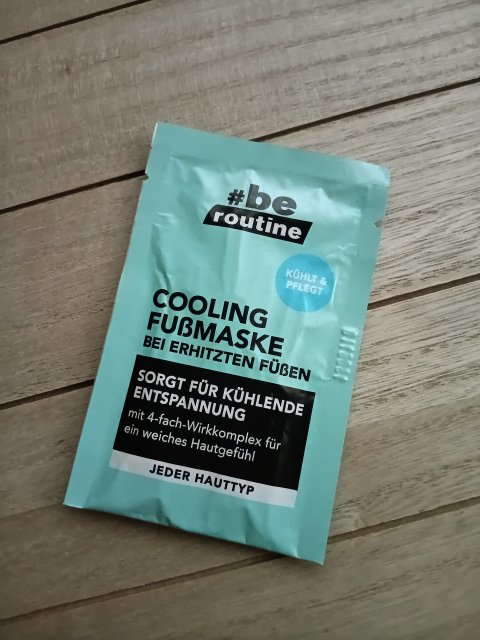 #be
routine
KÜHLT &
PFLEGT
COOLING
FUßMASKE
BEI ERHITZTEN FÜßEN
SORGT FÜR KÜHLENDE
ENTSPANNUNG
mit 4-fach-Wirkkomplex für
ein weiches Hautgefühl
JEDER HAUTTYP